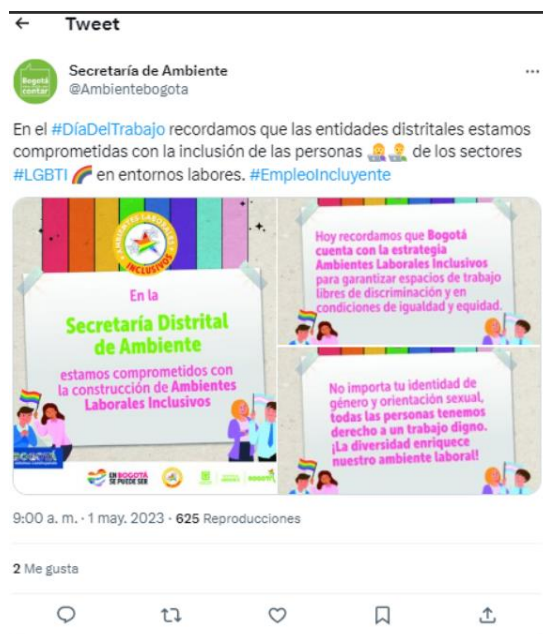 Tweet
Secretaría de Ambiente
@Ambientebogota
En el #DíaDelTrabajo recordamos que las entidades distritales estamos
comprometidas con la inclusión de las personas de los sectores
#LGBTI en entornos labores. #EmpleoIncluyente
AMBIENTES LABORALES
INCLUSIVOS
En la
Secretaría Distrital
de Ambiente
estamos comprometidos con
la construcción de Ambientes
Laborales Inclusivos
BOGOTÁ
EN BOGOTÁ
SE PUEDE SER
BOGOTÁ
Hoy recordamos que Bogotá
cuenta con la estrategia
Ambientes Laborales Inclusivos
para garantizar espacios de trabajo
libres de discriminación y en
condiciones de igualdad y equidad.
No importa tu identidad de
género y orientación sexual,
todas las personas tenemos
derecho a un trabajo digno.
¡La diversidad enriquece
nuestro ambiente laboral!
9:00 a. m. · 1 may. 2023 · 625 Reproducciones
2 Me gusta